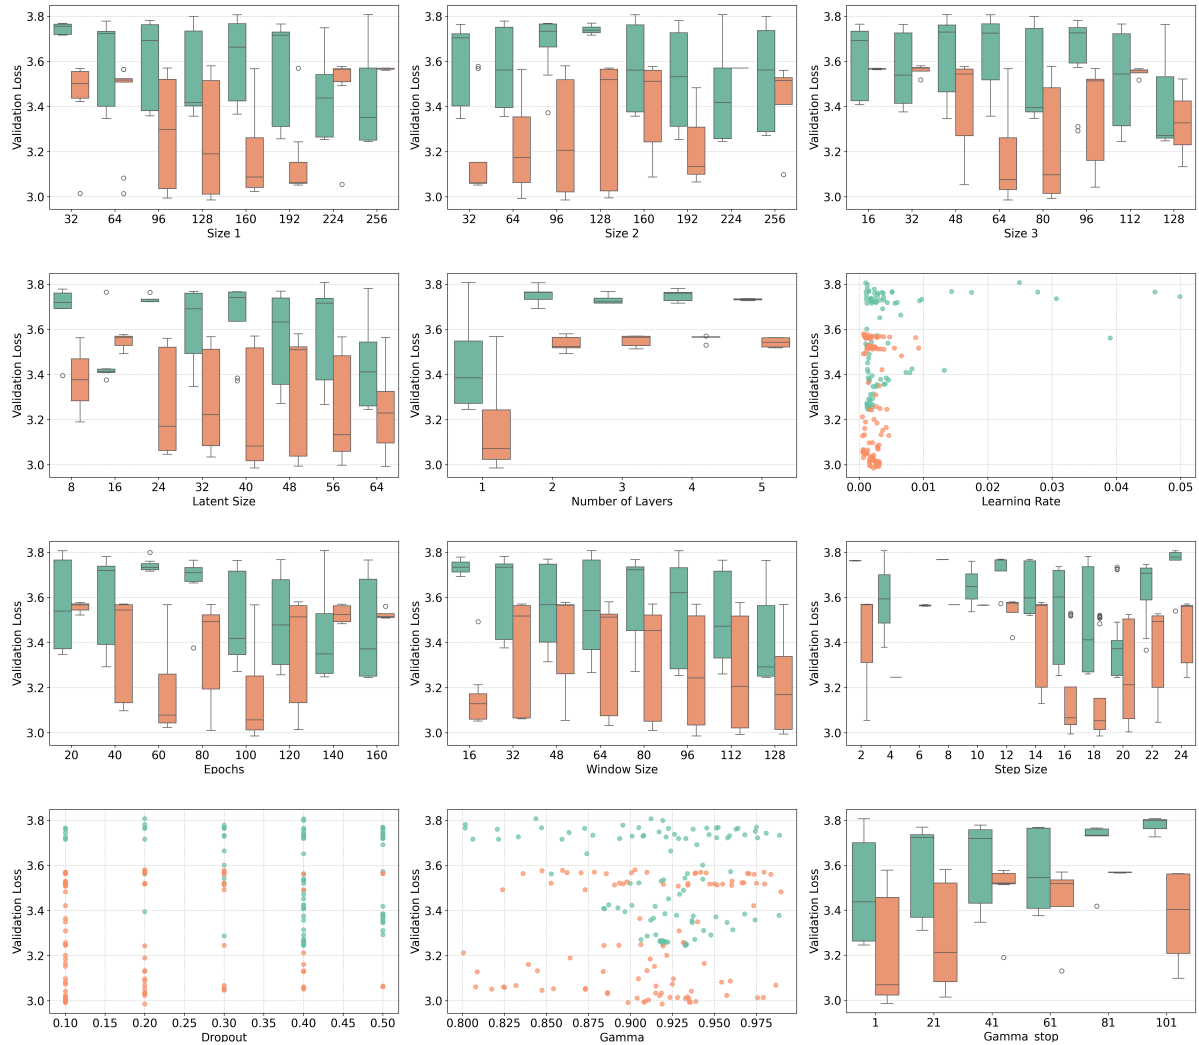 3.8
3.6
3.4
3.2
3.0
Validation Loss
32 64 96 128 160 192 224 256
Size 1
3.8
3.6
3.4
3.2
3.0
Validation Loss
32 64 96 128 160 192 224 256
Size 2
3.8
3.6
3.4
3.2
3.0
Validation Loss
16 32 48 64 80 96 112 128
Size 3
3.8
3.6
3.4
3.2
3.0
Validation Loss
8 16 24 32 40 48 56 64
Latent Size
3.8
3.6
3.4
3.2
3.0
Validation Loss
1 2 3 4 5
Number of Layers
3.8
3.6
3.4
3.2
3.0
Validation Loss
0.00 0.01 0.02 0.03 0.04 0.05
Learning Rate
3.8
3.6
3.4
3.2
3.0
Validation Loss
20 40 60 80 100 120 140 160
Epochs
3.8
3.6
3.4
3.2
3.0
Validation Loss
16 32 48 64 80 96 112 128
Window Size
3.8
3.6
3.4
3.2
3.0
Validation Loss
2 4 6 8 10 12 14 16 18 20 22 24
Step Size
3.8
3.6
3.4
3.2
3.0
Validation Loss
0.10 0.15 0.20 0.25 0.30 0.35 0.40 0.45 0.50
Dropout
3.8
3.6
3.4
3.2
3.0
Validation Loss
0.800 0.825 0.850 0.875 0.900 0.925 0.950 0.975
Gamma
3.8
3.6
3.4
3.2
3.0
Validation Loss
1 21 41 61 81 101
Gamma stop